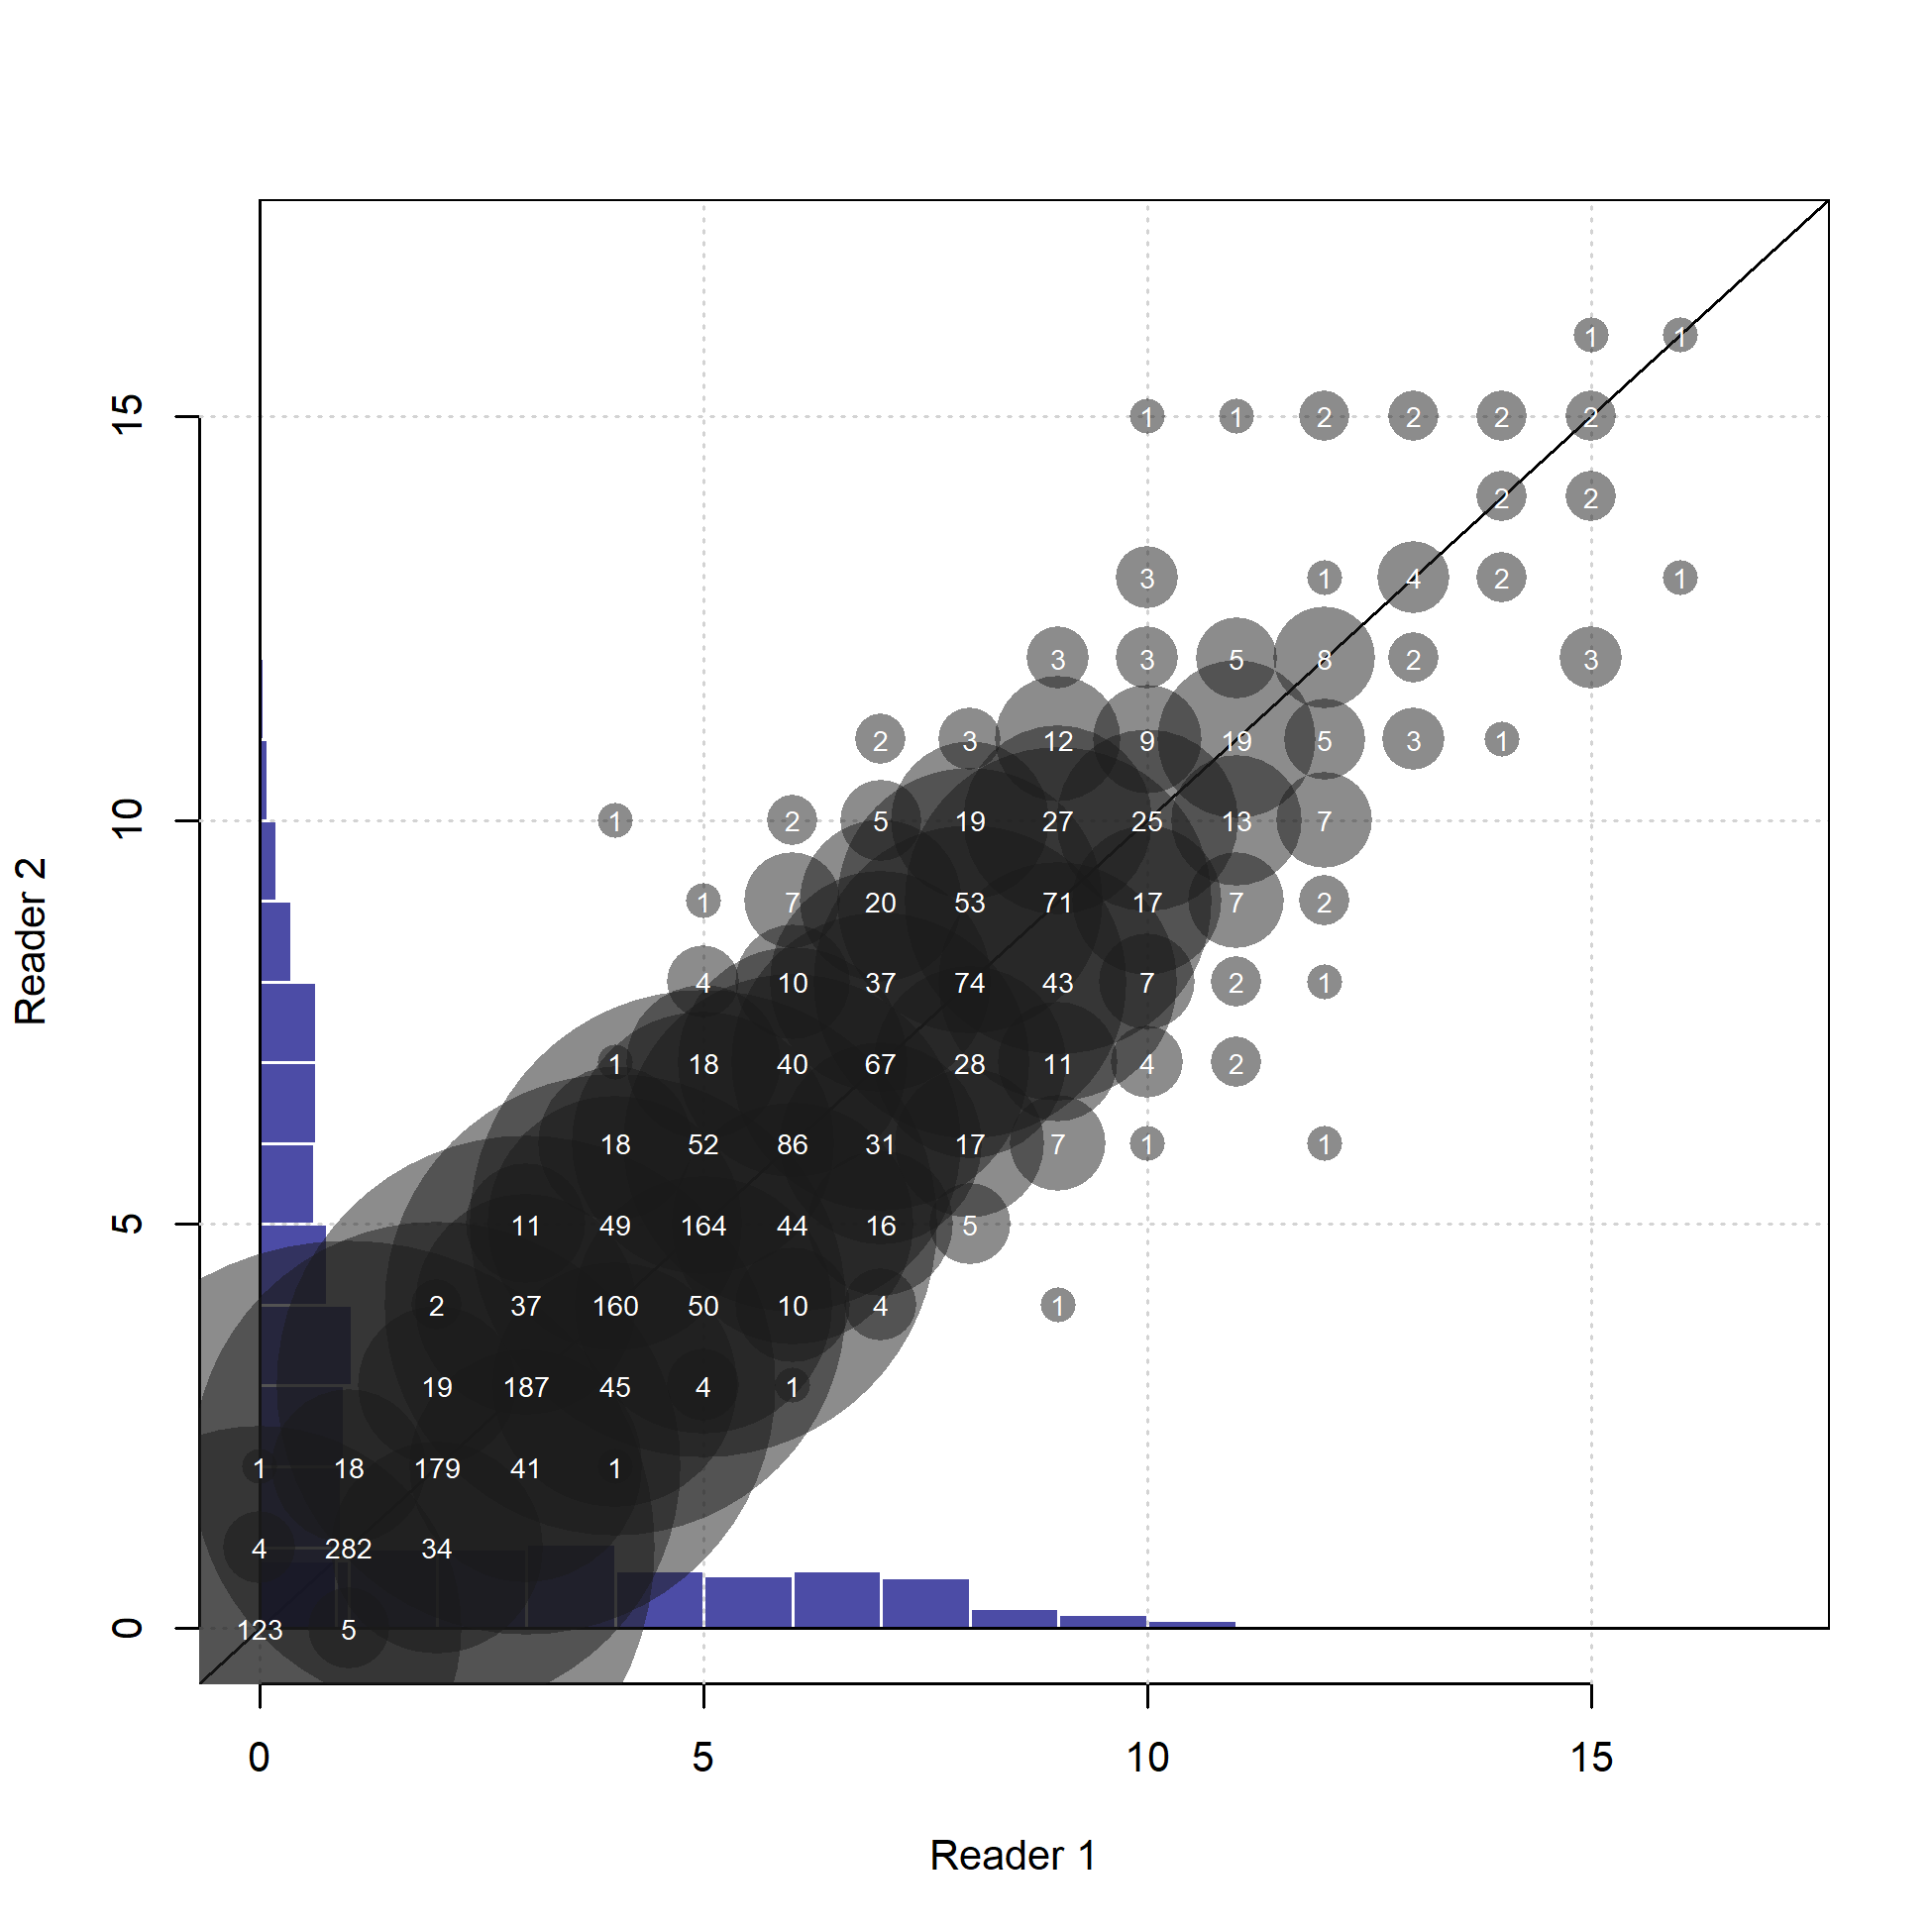 1 1
15 1 1 2 2 2 2
2 2
3 1 4 2 1
3 3 5 8 2 3
2 3 12 9 19 5 3 1
10 1 2 5 19 27 25 13 7
1 7 20 53 71 17 7 2
Reader 2
4 10 37 74 43 7 2 1
1 18 40 67 28 11 4 2
18 52 86 31 17 7 1 1
5 11 49 164 44 16 5
2 37 160 50 10 4 1
19 187 45 4 1
1 18 179 41 1
4 282 34
0 123 5
0 5 10 15
Reader 1